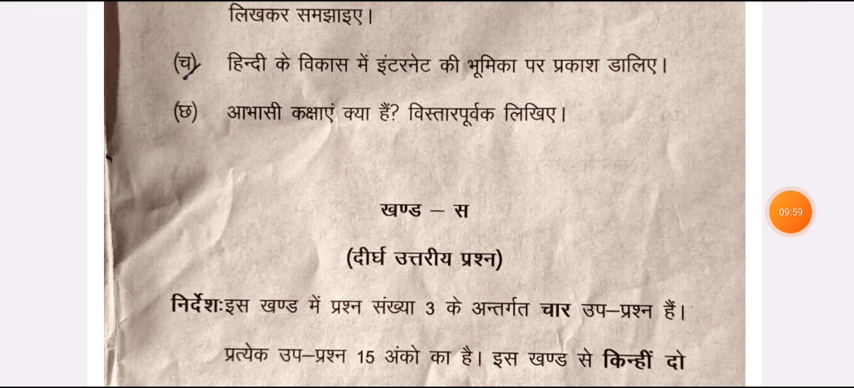 लिखकर समझाइए।
(च) हिन्दी के विकास में इंटरनेट की भूमिका पर प्रकाश डालिए।
(छ) आभासी कक्षाएं क्या हैं? विस्तारपूर्वक लिखिए।
खण्ड – स
(दीर्घ उत्तरीय प्रश्न)
09:59
निर्देश:इस खण्ड में प्रश्न संख्या 3 के अन्तर्गत चार उप–प्रश्न हैं।
प्रत्येक उप–प्रश्न 15 अंको का है। इस खण्ड से किन्हीं दो